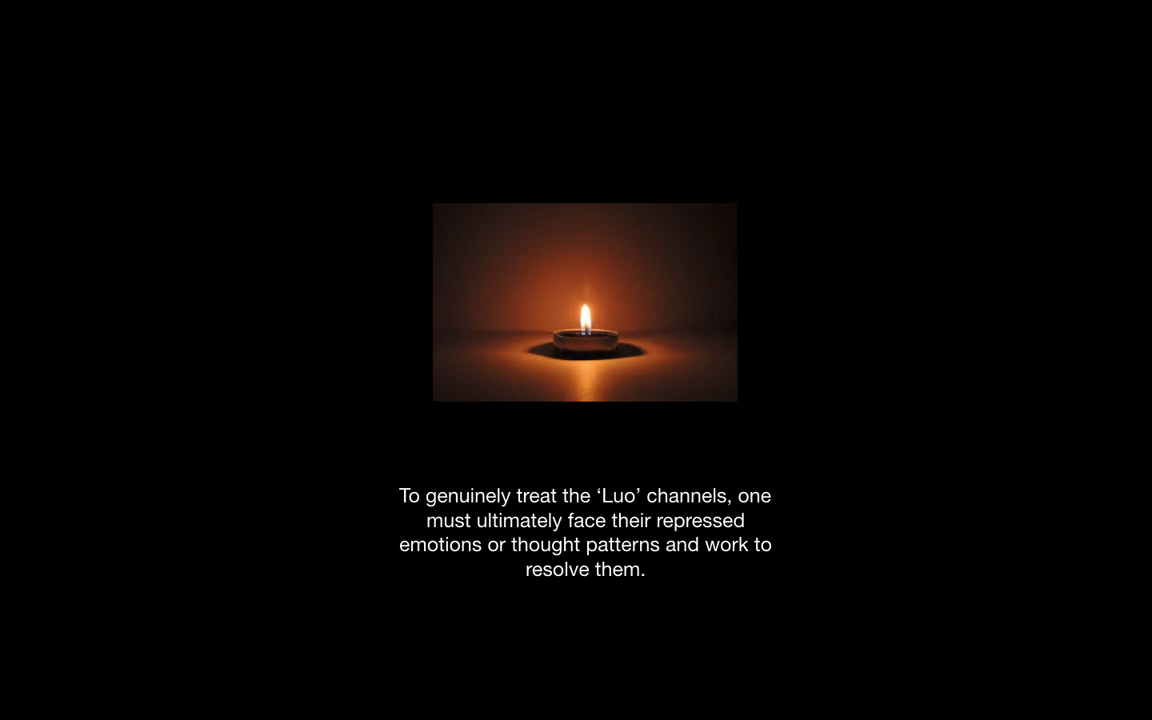 To genuinely treat the ‘Luo’ channels, one
must ultimately face their repressed
emotions or thought patterns and work to
resolve them.